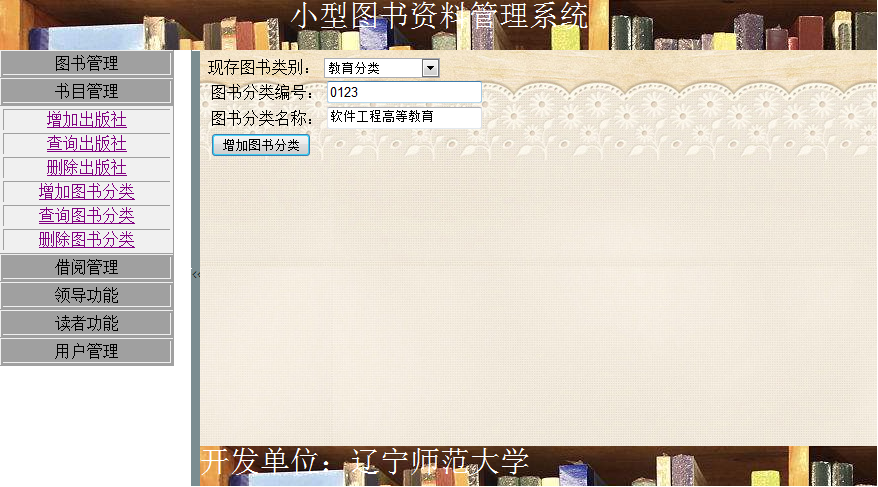 小型图书资料管理系统
图书管理
书目管理
增加出版社
查询出版社
删除出版社
增加图书分类
查询图书分类
删除图书分类
借阅管理
领导功能
读者功能
用户管理
‹‹
现存图书类别： 教育分类
图书分类编号： 0123
图书分类名称： 软件工程高等教育
增加图书分类
开发单位：辽宁师范大学